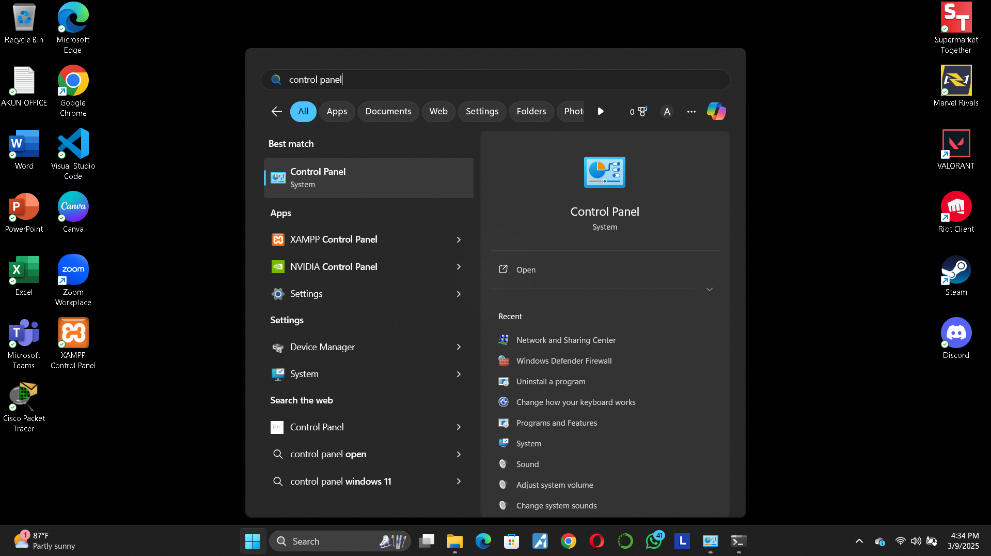 Recycle Bin
Microsoft
Edge
AKUN OFFICE
Google
Chrome
Word
Visual Studio
Code
PowerPoint
Canva
Excel
Zoom
Workplace
Microsoft
Teams
XAMPP
Control Panel
Cisco Packet
Tracer
control panel
All
Apps
Documents
Web
Settings
Folders
Phot
0
A
Best match
Control Panel
System
Apps
XAMPP Control Panel
NVIDIA Control Panel
Settings
Settings
Device Manager
System
Search the web
Control Panel
control panel open
control panel windows 11
Control Panel
System
Open
Recent
Network and Sharing Center
Windows Defender Firewall
Uninstall a program
Change how your keyboard works
Programs and Features
System
Sound
Adjust system volume
Change system sounds
Supermarket
Together
Marvel Rivals
VALORANT
Riot Client
Steam
Discord
1
87°F
Partly sunny
Search
41
L
4:34 PM
3/9/2025